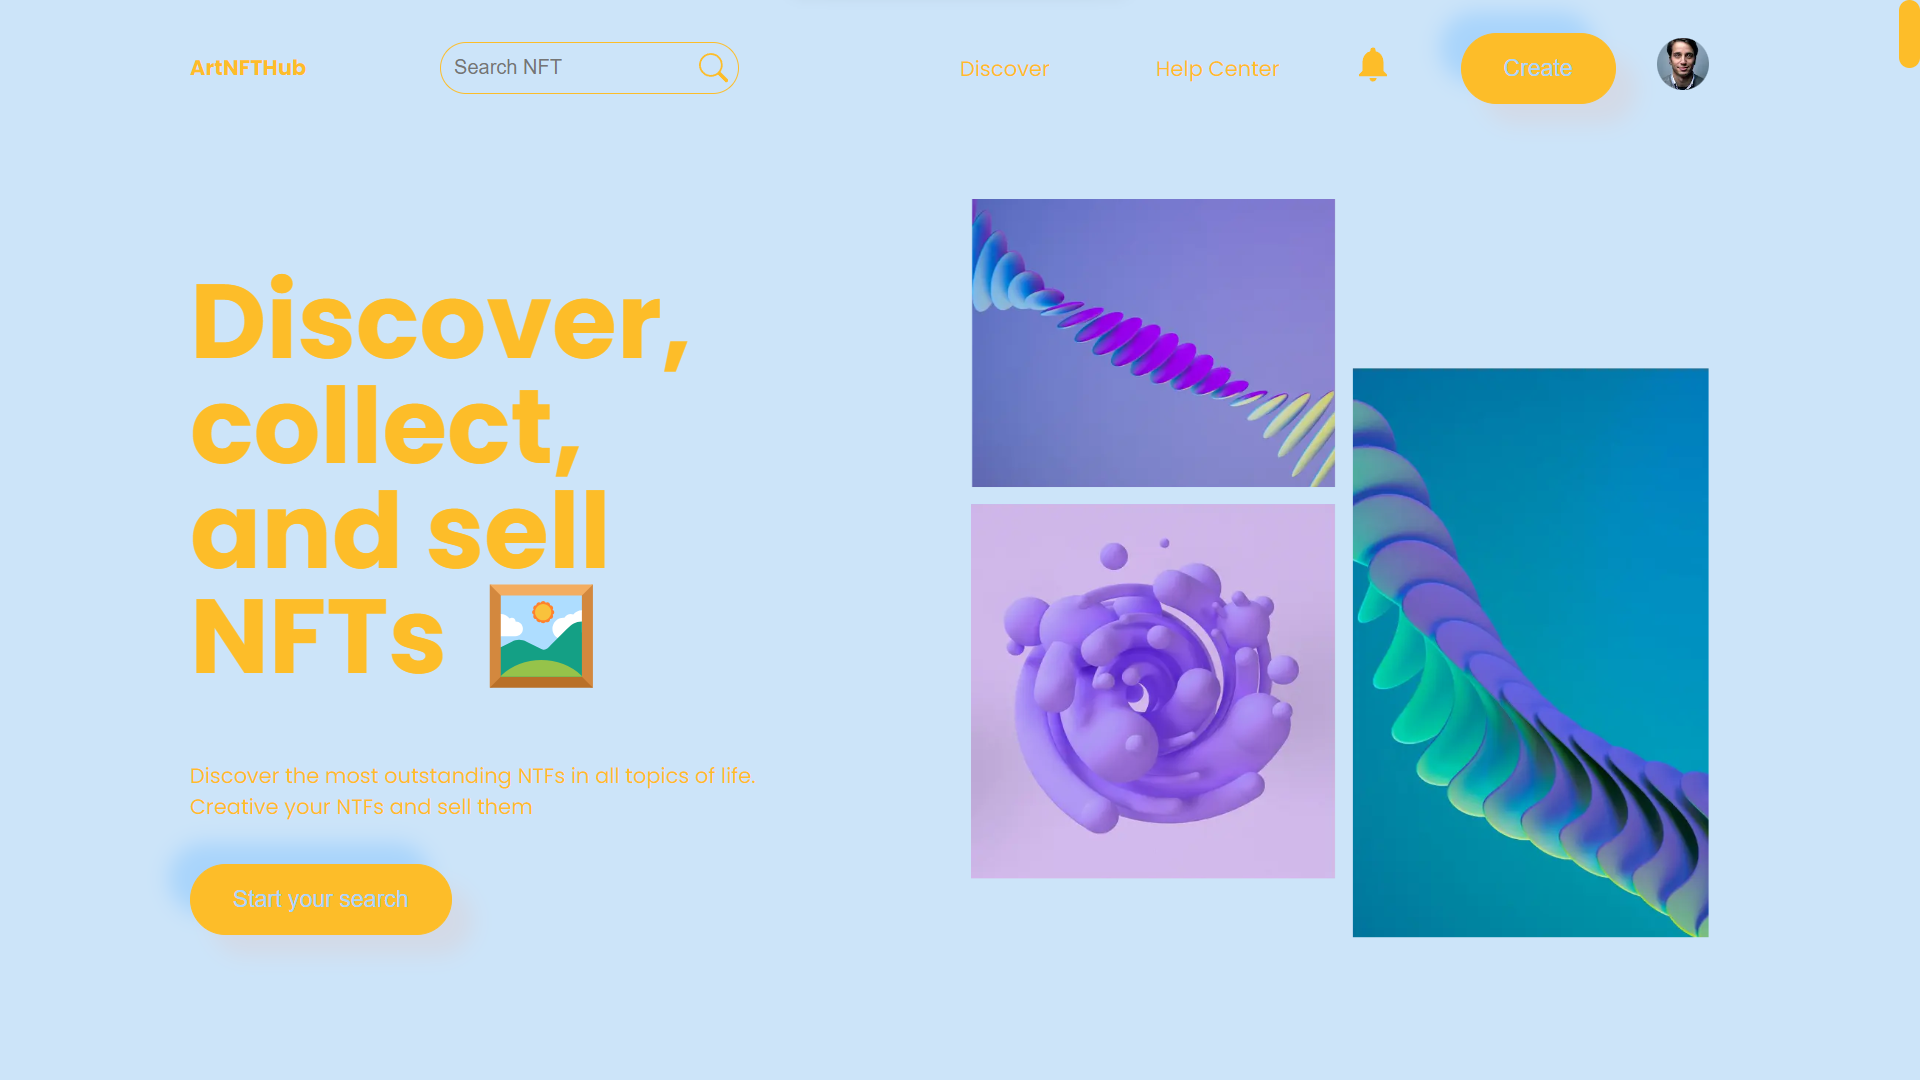 ArtNFTHub
Search NFT
Discover
Help Center
Create
Discover,
collect,
and sell
NFTs
Discover the most outstanding NTFs in all topics of life.
Creative your NTFs and sell them
Start your search